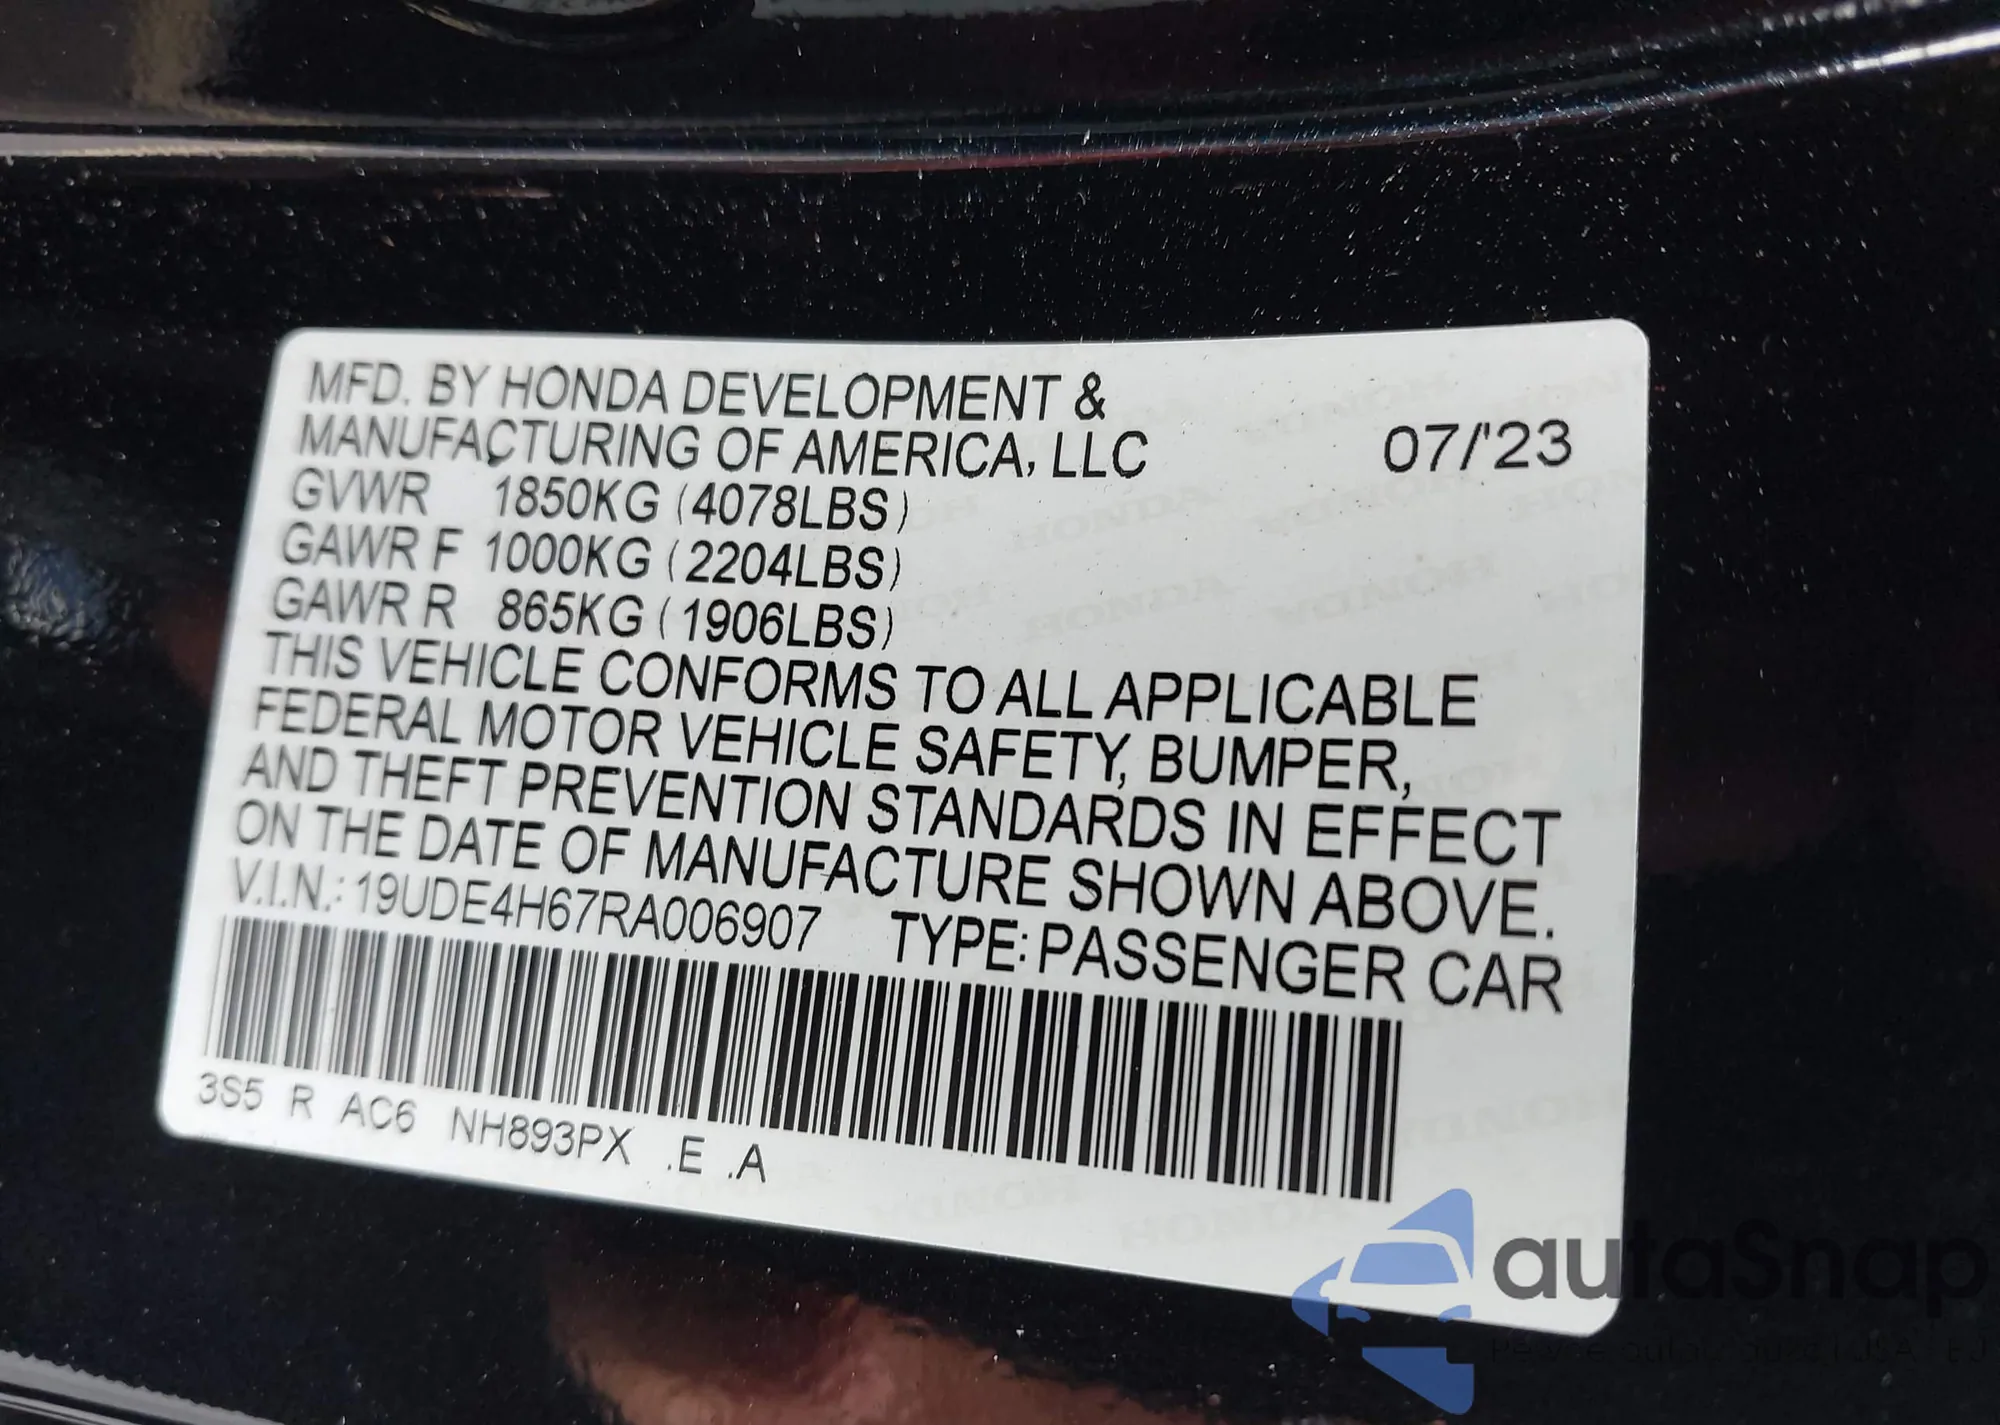 MFD. BY HONDA DEVELOPMENT &
MANUFACTURING OF AMERICA, LLC 07/'23
GVWR 1850KG (4078LBS)
GAWR F 1000KG (2204LBS)
GAWR R 865KG (1906LBS)
THIS VEHICLE CONFORMS TO ALL APPLICABLE
FEDERAL MOTOR VEHICLE SAFETY, BUMPER,
AND THEFT PREVENTION STANDARDS IN EFFECT
ON THE DATE OF MANUFACTURE SHOWN ABOVE.
V.I.N.: 19UDE4H67RA006907 TYPE: PASSENGER CAR
3S5 R AC6 NH893PX .E .A
autaSnap